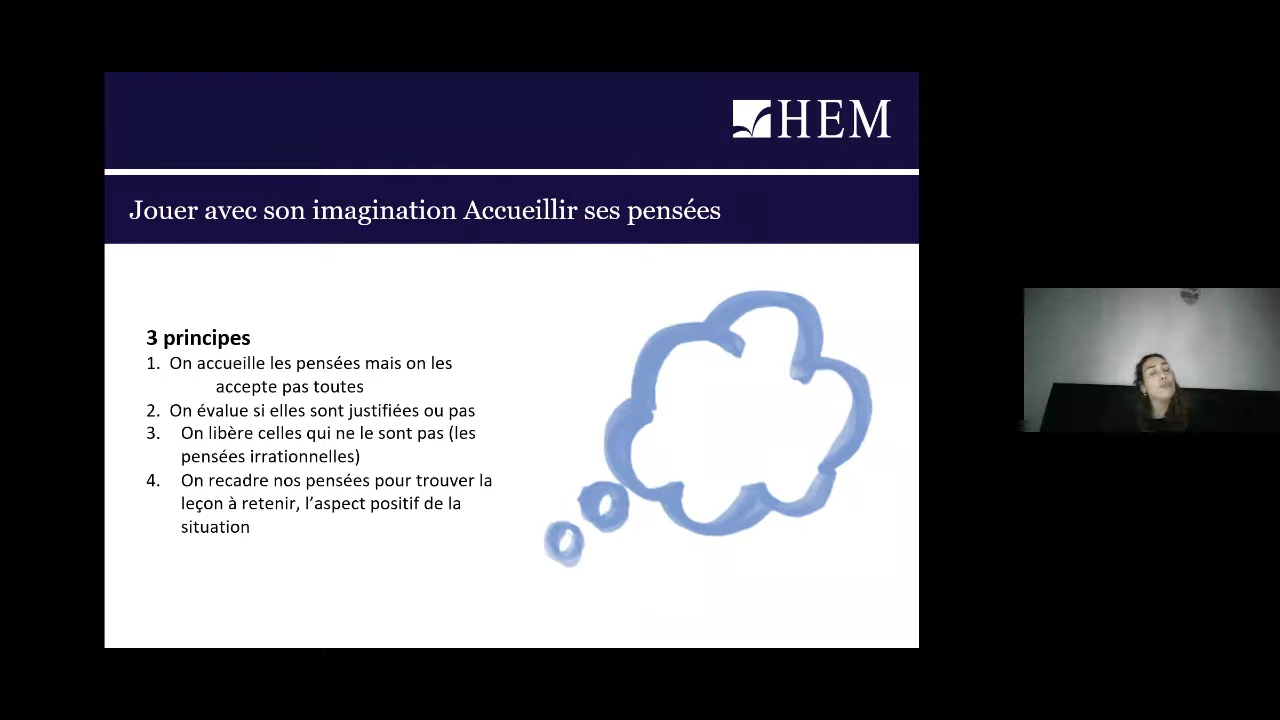 HEM
Jouer avec son imagination Accueillir ses pensées
3 principes
1. On accueille les pensées mais on les
accepte pas toutes
2. On évalue si elles sont justifiées ou pas
3. On libère celles qui ne le sont pas (les
pensées irrationnelles)
4. On recadre nos pensées pour trouver la
leçon à retenir, l’aspect positif de la
situation